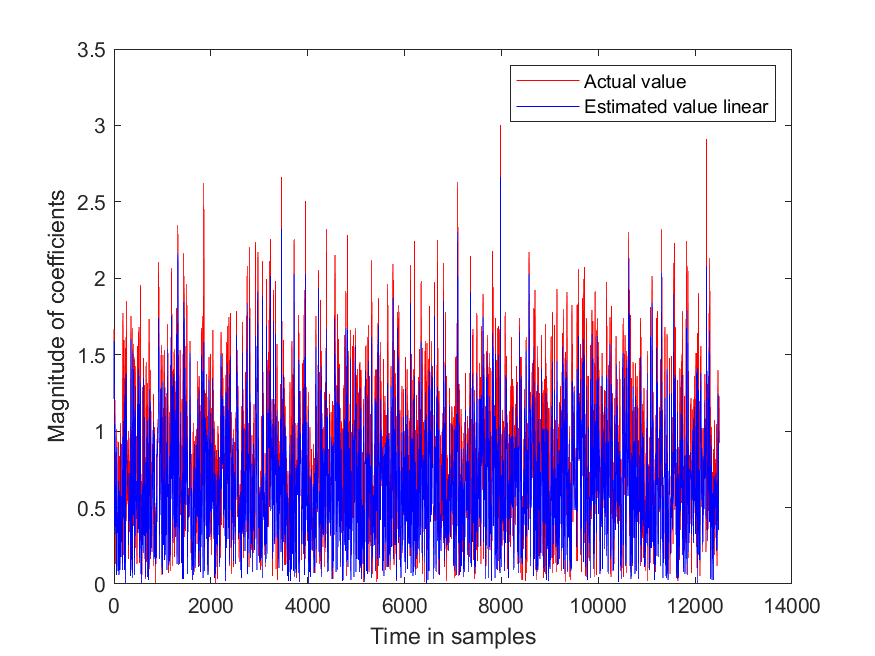 3.5
3
2.5
2
1.5
1
0.5
0
Magnitude of coefficients
Actual value
Estimated value linear
0 2000 4000 6000 8000 10000 12000 14000
Time in samples